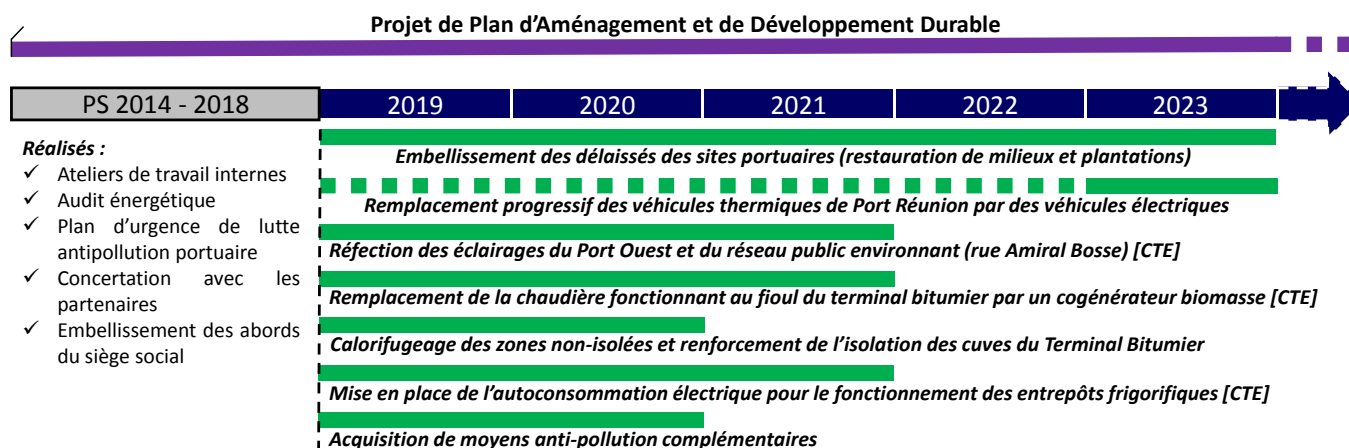 Projet de Plan d'Aménagement et de Développement Durable
PS 2014 - 2018
2019
2020
2021
2022
2023
Réalisés :
✓ Ateliers de travail internes
✓ Audit énergétique
✓ Plan d'urgence de lutte
antipollution portuaire
✓ Concertation avec les
partenaires
✓ Embellissement des abords
du siège social
Embellissement des délaissés des sites portuaires (restauration de milieux et plantations)
Remplacement progressif des véhicules thermiques de Port Réunion par des véhicules électriques
Réfection des éclairages du Port Ouest et du réseau public environnant (rue Amiral Bosse) [CTE]
Remplacement de la chaudière fonctionnant au fioul du terminal bitumier par un cogénérateur biomasse [CTE]
Calorifugeage des zones non-isolées et renforcement de l'isolation des cuves du Terminal Bitumier
Mise en place de l'autoconsommation électrique pour le fonctionnement des entrepôts frigorifiques [CTE]
Acquisition de moyens anti-pollution complémentaires